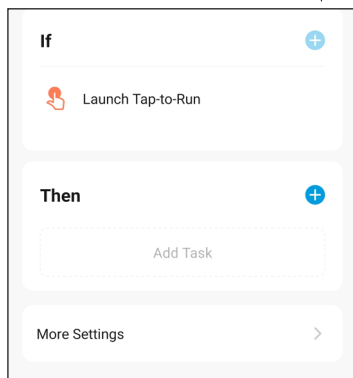 If
Launch Tap-to-Run
Then
Add Task
More Settings